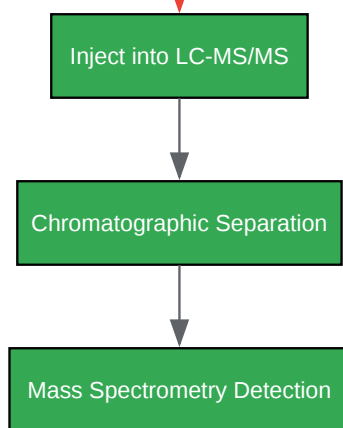 Inject into LC-MS/MS
Chromatographic Separation
Mass Spectrometry Detection